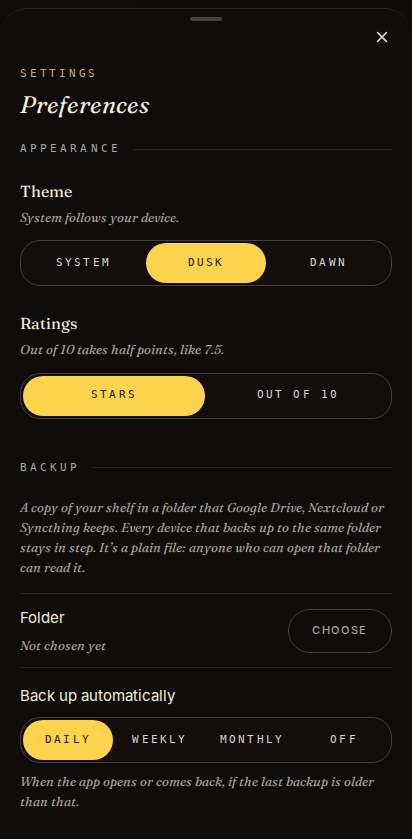 SETTINGS
Preferences
APPEARANCE
Theme
System follows your device.
SYSTEM DUSK DAWN
Ratings
Out of 10 takes half points, like 7.5.
STARS OUT OF 10
BACKUP
A copy of your shelf in a folder that Google Drive, Nextcloud or
Syncthing keeps. Every device that backs up to the same folder
stays in step. It’s a plain file: anyone who can open that folder
can read it.
Folder
CHOOSE
Not chosen yet
Back up automatically
DAILY WEEKLY MONTHLY OFF
When the app opens or comes back, if the last backup is older
than that.